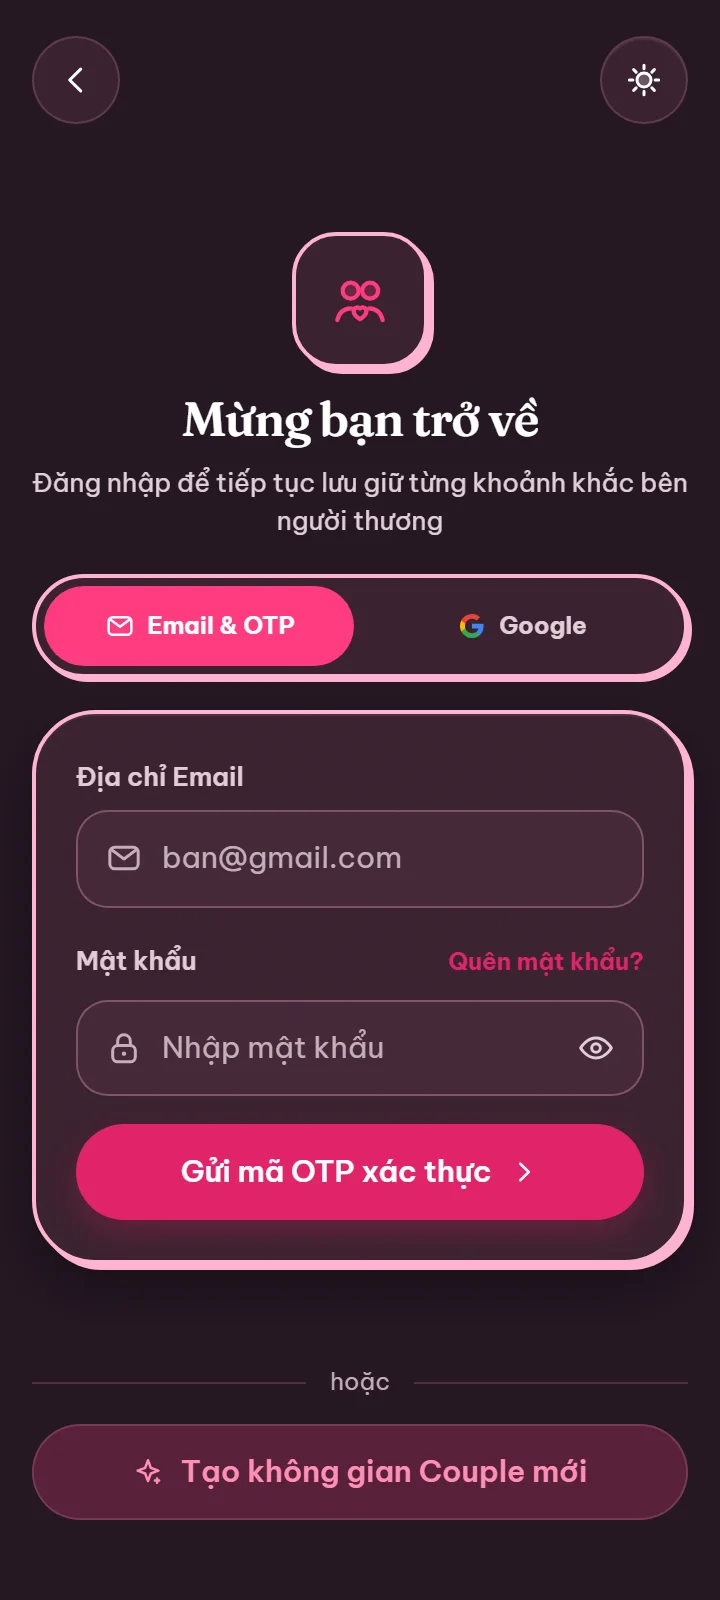 Mừng bạn trở về
Đăng nhập để tiếp tục lưu giữ từng khoảnh khắc bên
người thương
Email & OTP
Google
Địa chỉ Email
ban@gmail.com
Mật khẩu
Quên mật khẩu?
Nhập mật khẩu
Gửi mã OTP xác thực
hoặc
Tạo không gian Couple mới